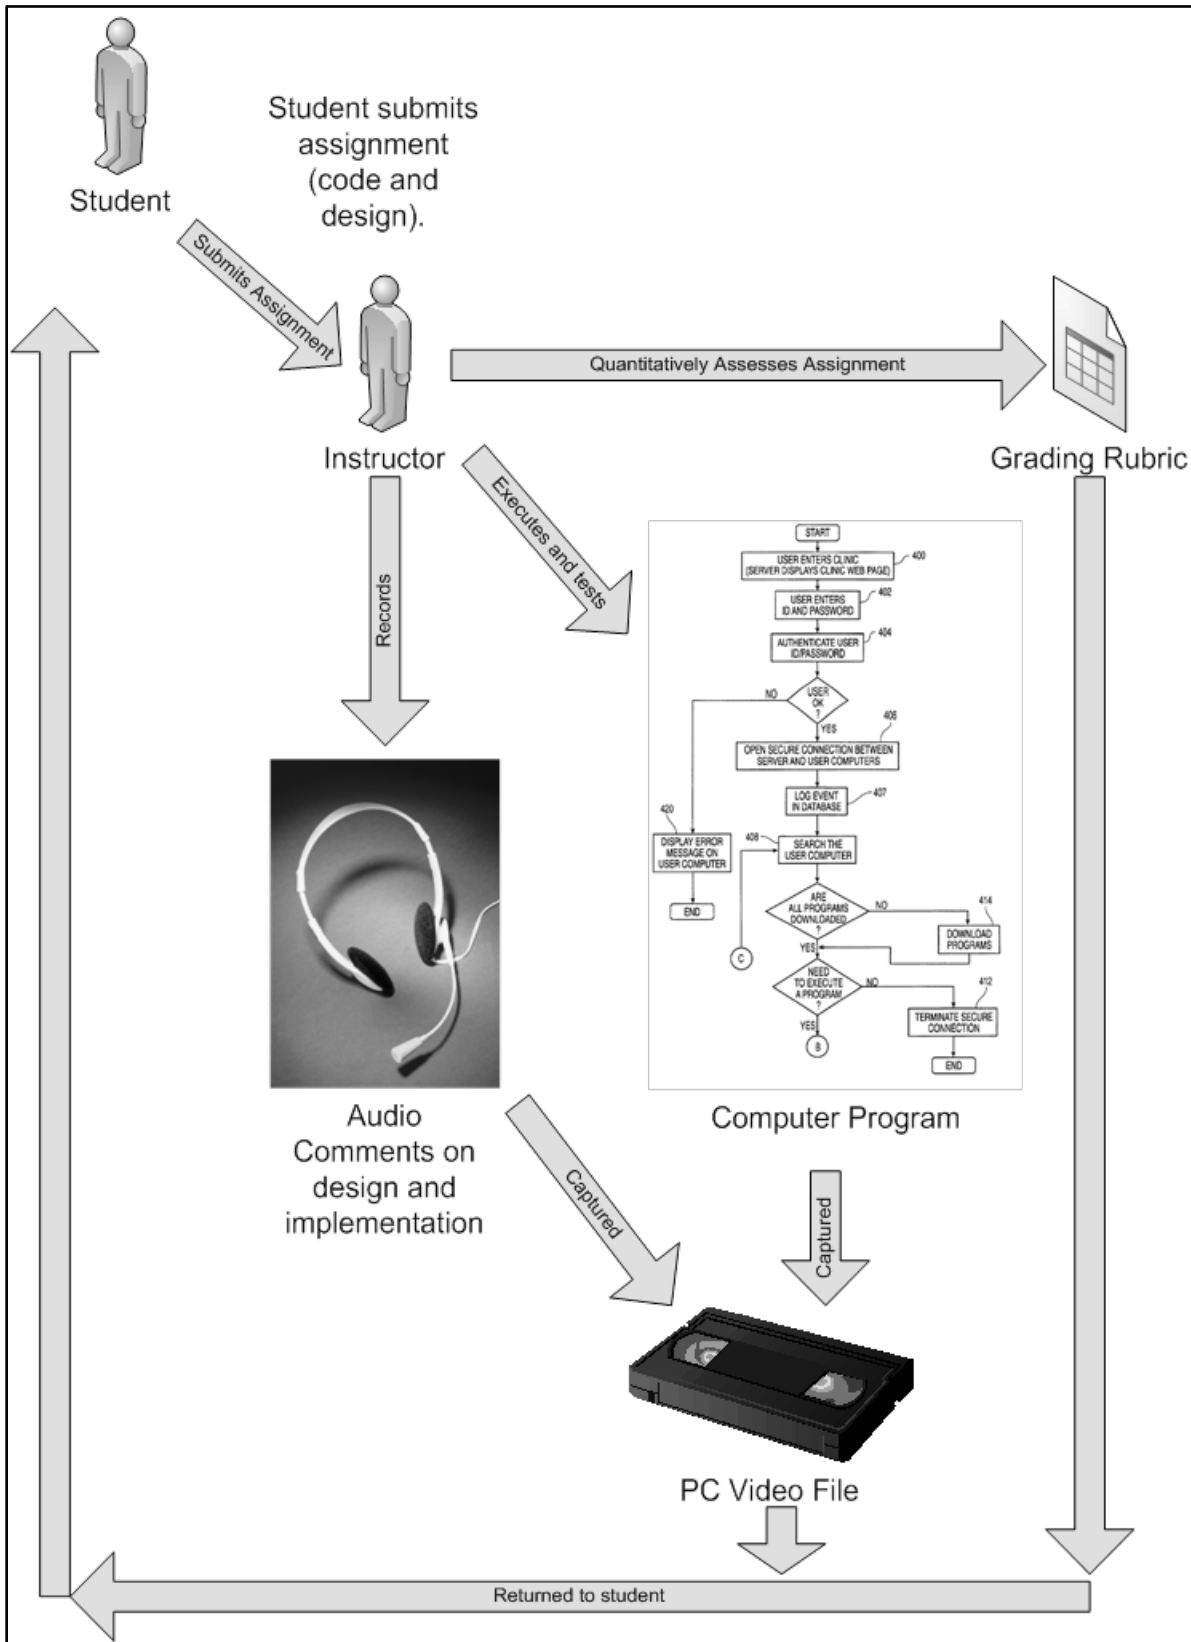 Student
Student submits
assignment
(code and
design).
Submits Assignment
Instructor
Quantitatively Assesses Assignment
Grading Rubric
Executes and tests
Records
START
USER ENTERS CLINIC
(SERVER DISPLAYS CLINIC WEB PAGE)
400
USER ENTERS
ID AND PASSWORD
402
AUTHENTICATE USER
ID/PASSWORD
404
USER
OK
?
NO
YES
OPEN SECURE CONNECTION BETWEEN
SERVER AND USER COMPUTERS
406
LOG EVENT
IN DATABASE
407
420
DISPLAY ERROR
MESSAGE ON
USER COMPUTER
END
408
SEARCH THE
USER COMPUTER
ARE
ALL PROGRAMS
DOWNLOADED
?
NO
414
DOWNLOAD
PROGRAMS
YES
C
NEED
TO EXECUTE
A PROGRAM
?
NO
412
TERMINATE SECURE
CONNECTION
END
YES
B
Audio
Comments on
design and
implementation
Computer Program
Captured
Captured
PC Video File
Returned to student